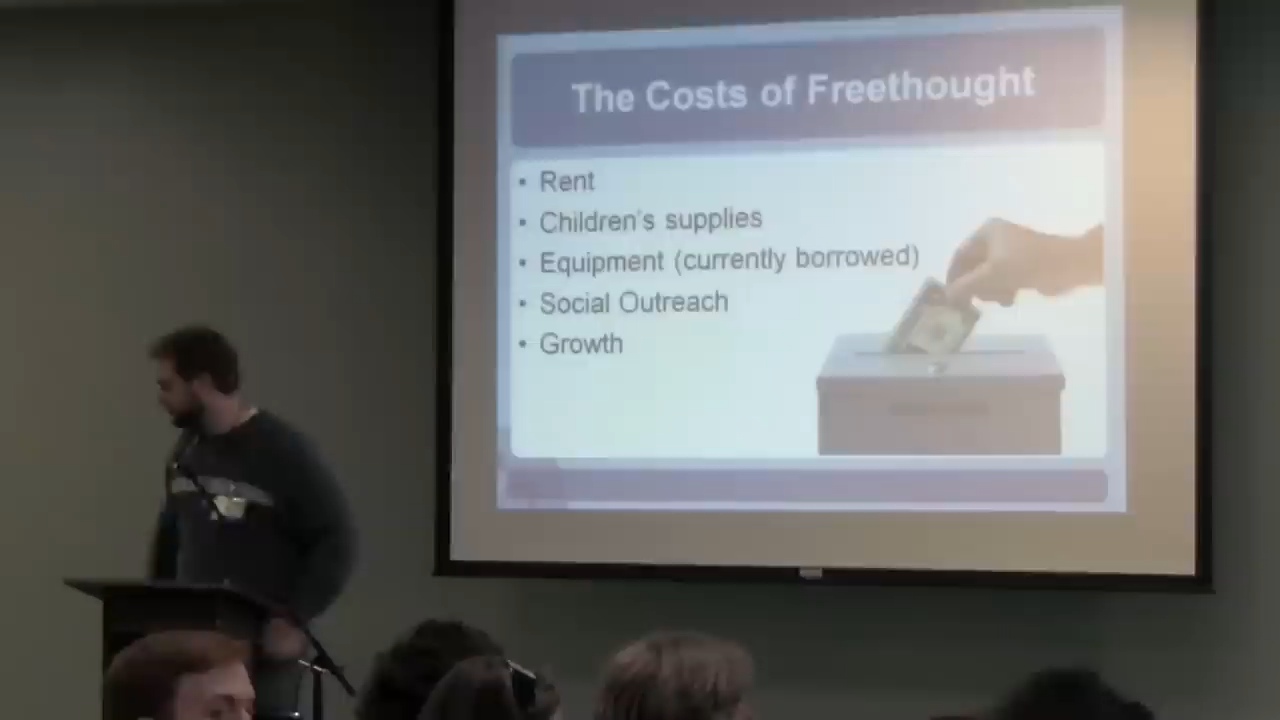 The Costs of Freethought
• Rent
• Children's supplies
• Equipment (currently borrowed)
• Social Outreach
• Growth